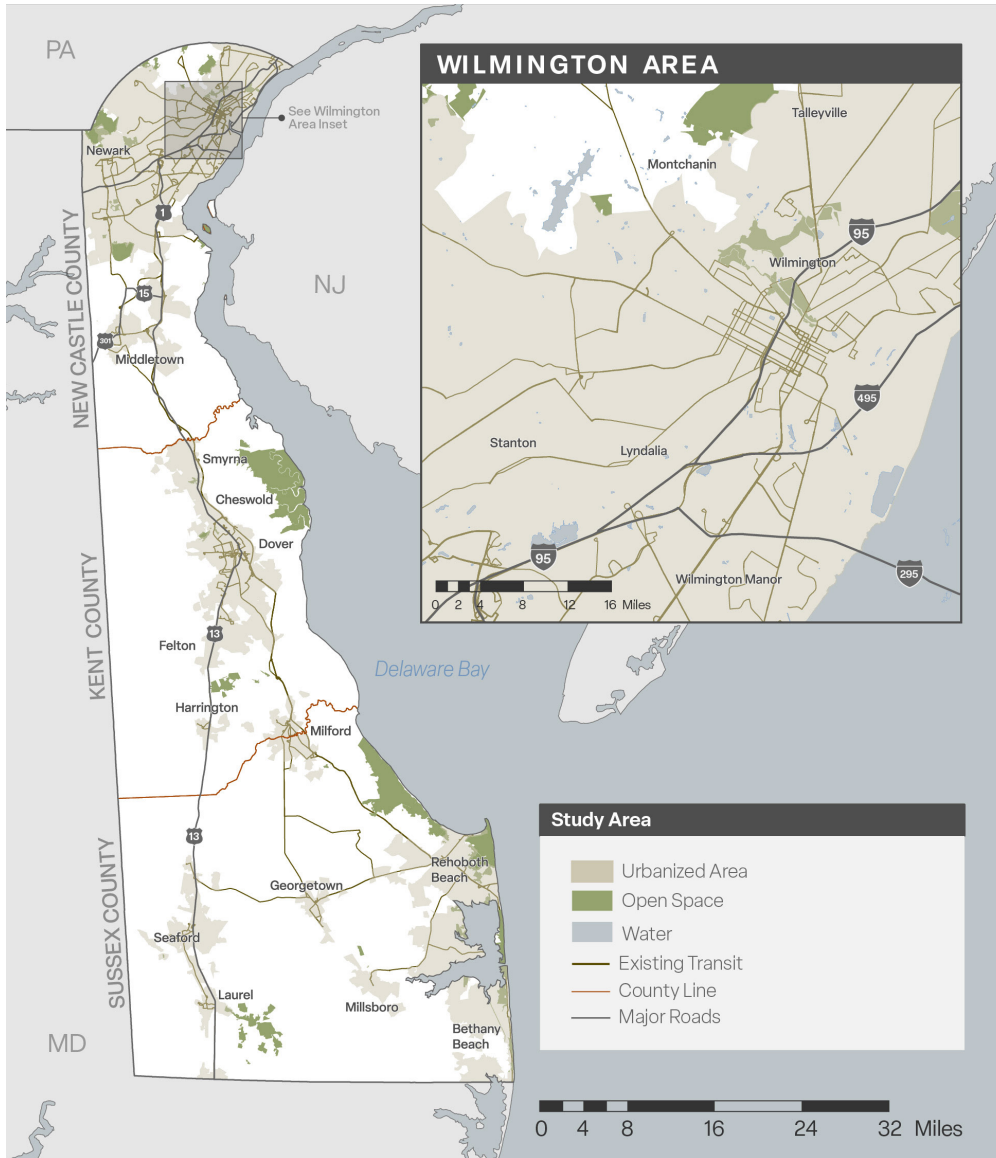 PA
See Wilmington
Area Inset
Newark
1
NEW CASTLE COUNTY
15
301
Middletown
NJ
Smyrna
Cheswold
Dover
KENT COUNTY
13
Felton
Harrington
Milford
Delaware Bay
13
SUSSEX COUNTY
Rehoboth
Beach
Georgetown
Seaford
Laurel
Millsboro
Bethany
Beach
MD
WILMINGTON AREA
Talleyville
Montchanin
95
Wilmington
495
Stanton
Lyndalia
95
295
Wilmington Manor
0 2 4 8 12 16 Miles
Study Area
Urbanized Area
Open Space
Water
Existing Transit
County Line
Major Roads
0 4 8 16 24 32 Miles